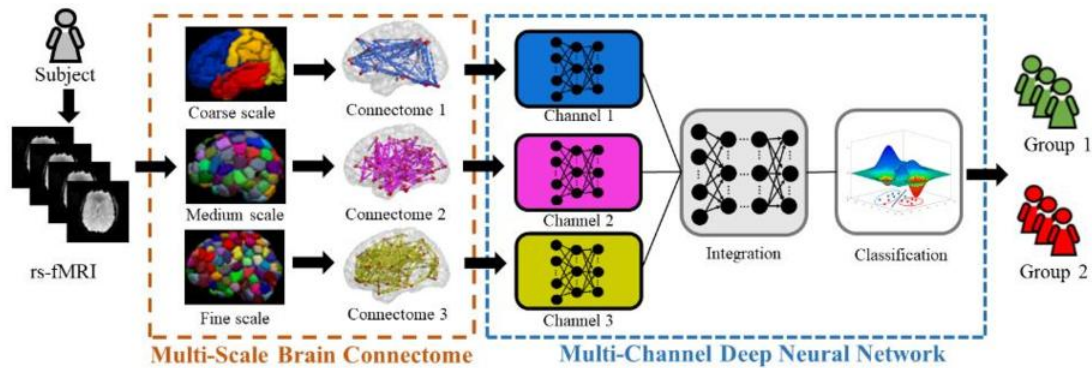 Subject
rs-fMRI
Coarse scale
Connectome 1
Medium scale
Connectome 2
Fine scale
Connectome 3
Multi-Scale Brain Connectome
Channel 1
Channel 2
Channel 3
Integration
Classification
Multi-Channel Deep Neural Network
Group 1
Group 2